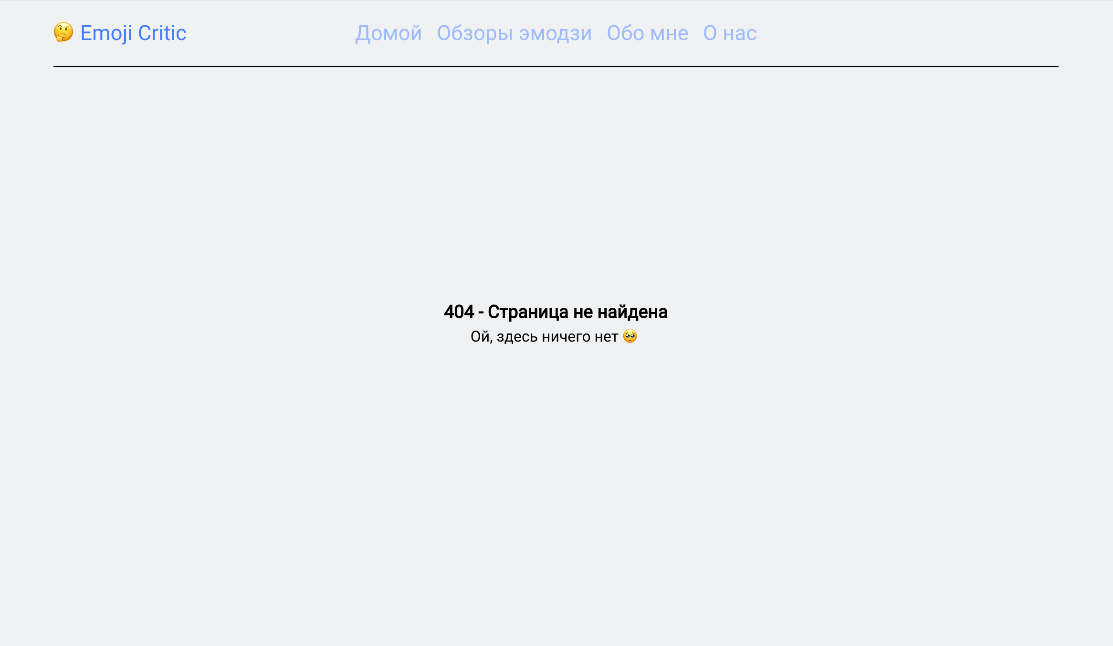 🤔 Emoji Critic Домой Обзоры эмодзи Обо мне О нас
404 - Страница не найдена
Ой, здесь ничего нет 🥺